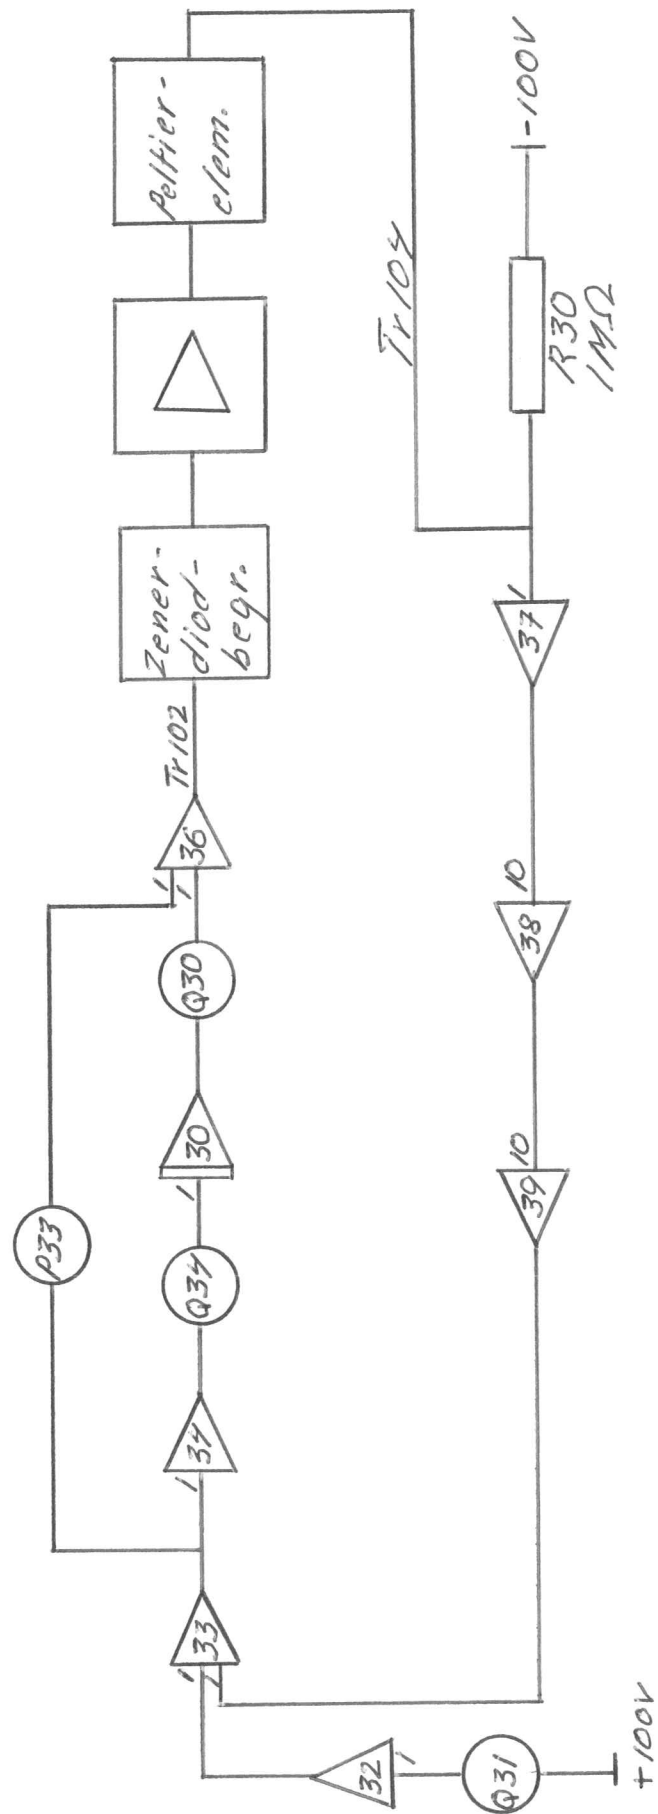 P33
+100V
Q31
1
32
1
1
33
1
34
Q34
1
30
Q30
1
1
36
Tr102
Zener-
diod-
begr.
Peltier-
elem.
Tr104
-100V
R30
1MΩ
1
37
10
38
10
39